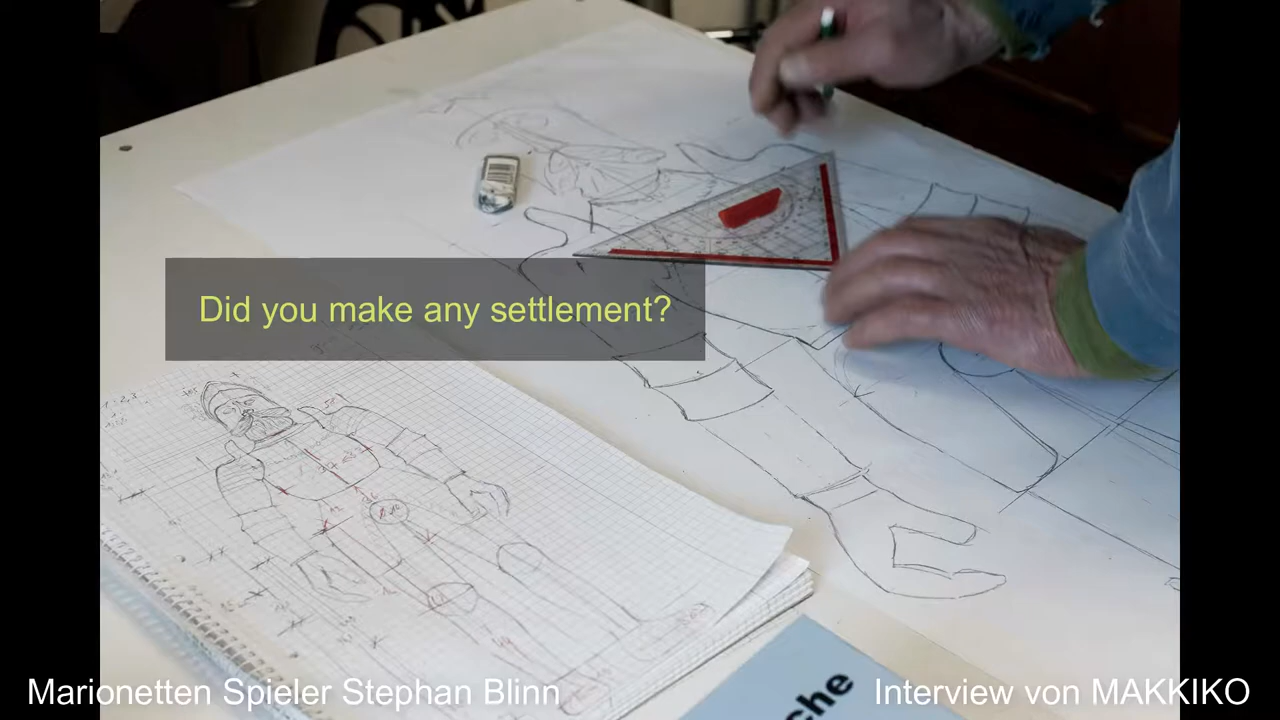 Did you make any settlement?
che
Marionetten Spieler Stephan Blinn
Interview von MAKKIKO